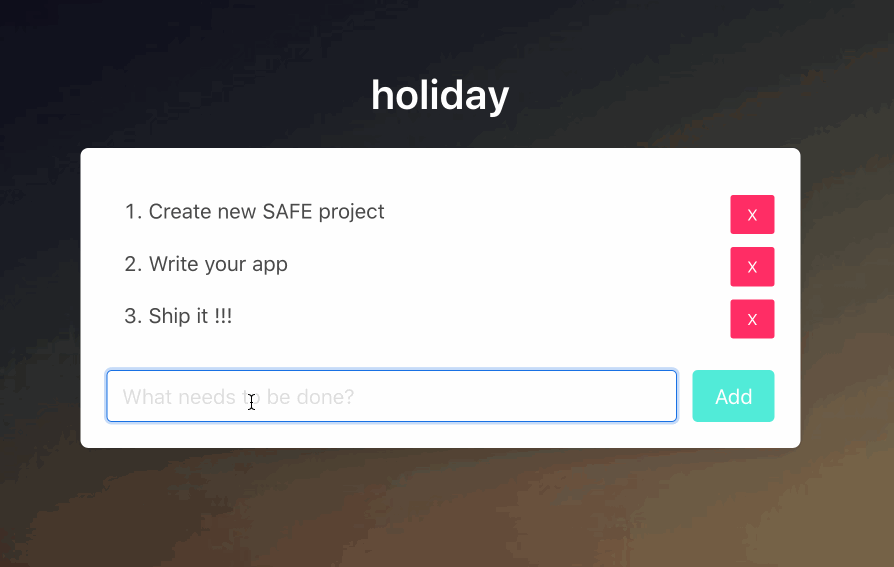 holiday
1. Create new SAFE project
X
2. Write your app
X
3. Ship it !!!
X
What needs to be done?
Add